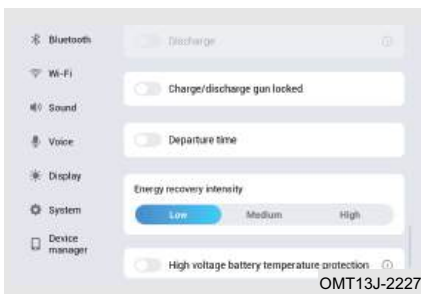 Bluetooth
Discharge
Wi-Fi
Charge/discharge gun locked
Sound
Voice
Departure time
Display
Energy recovery intensity
System
Low Medium High
Device
manager
High voltage battery temperature protection
OMT13J-2227